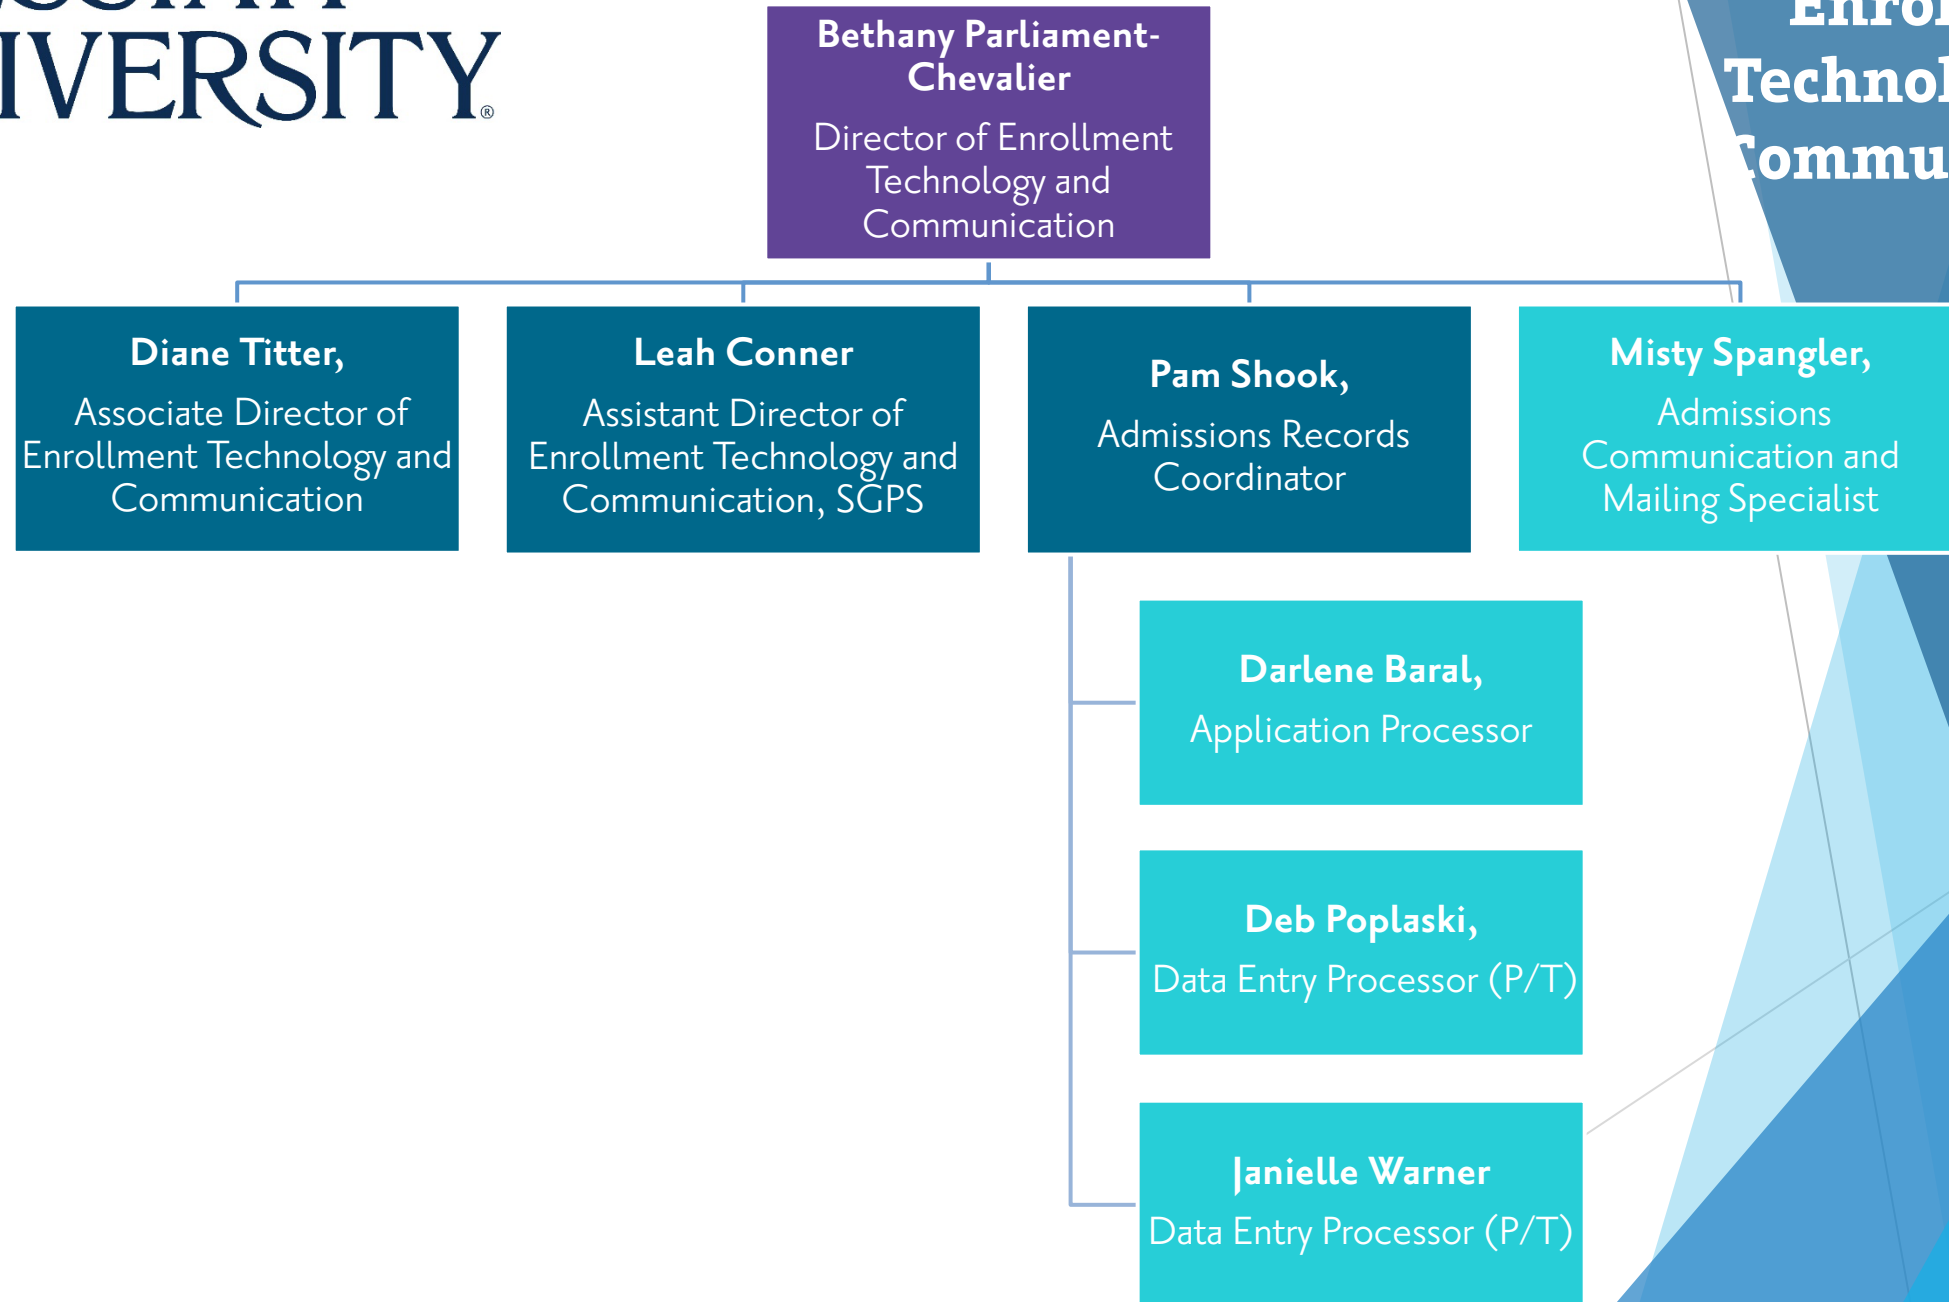 IVERSITY®
Technol
Commu
Bethany Parliament-
Chevalier
Director of Enrollment
Technology and
Communication
Diane Titter,
Associate Director of
Enrollment Technology and
Communication
Leah Conner
Assistant Director of
Enrollment Technology and
Communication, SGPS
Pam Shook,
Admissions Records
Coordinator
Misty Spangler,
Admissions
Communication and
Mailing Specialist
Darlene Baral,
Application Processor
Deb Poplaski,
Data Entry Processor (P/T)
Janielle Warner
Data Entry Processor (P/T)